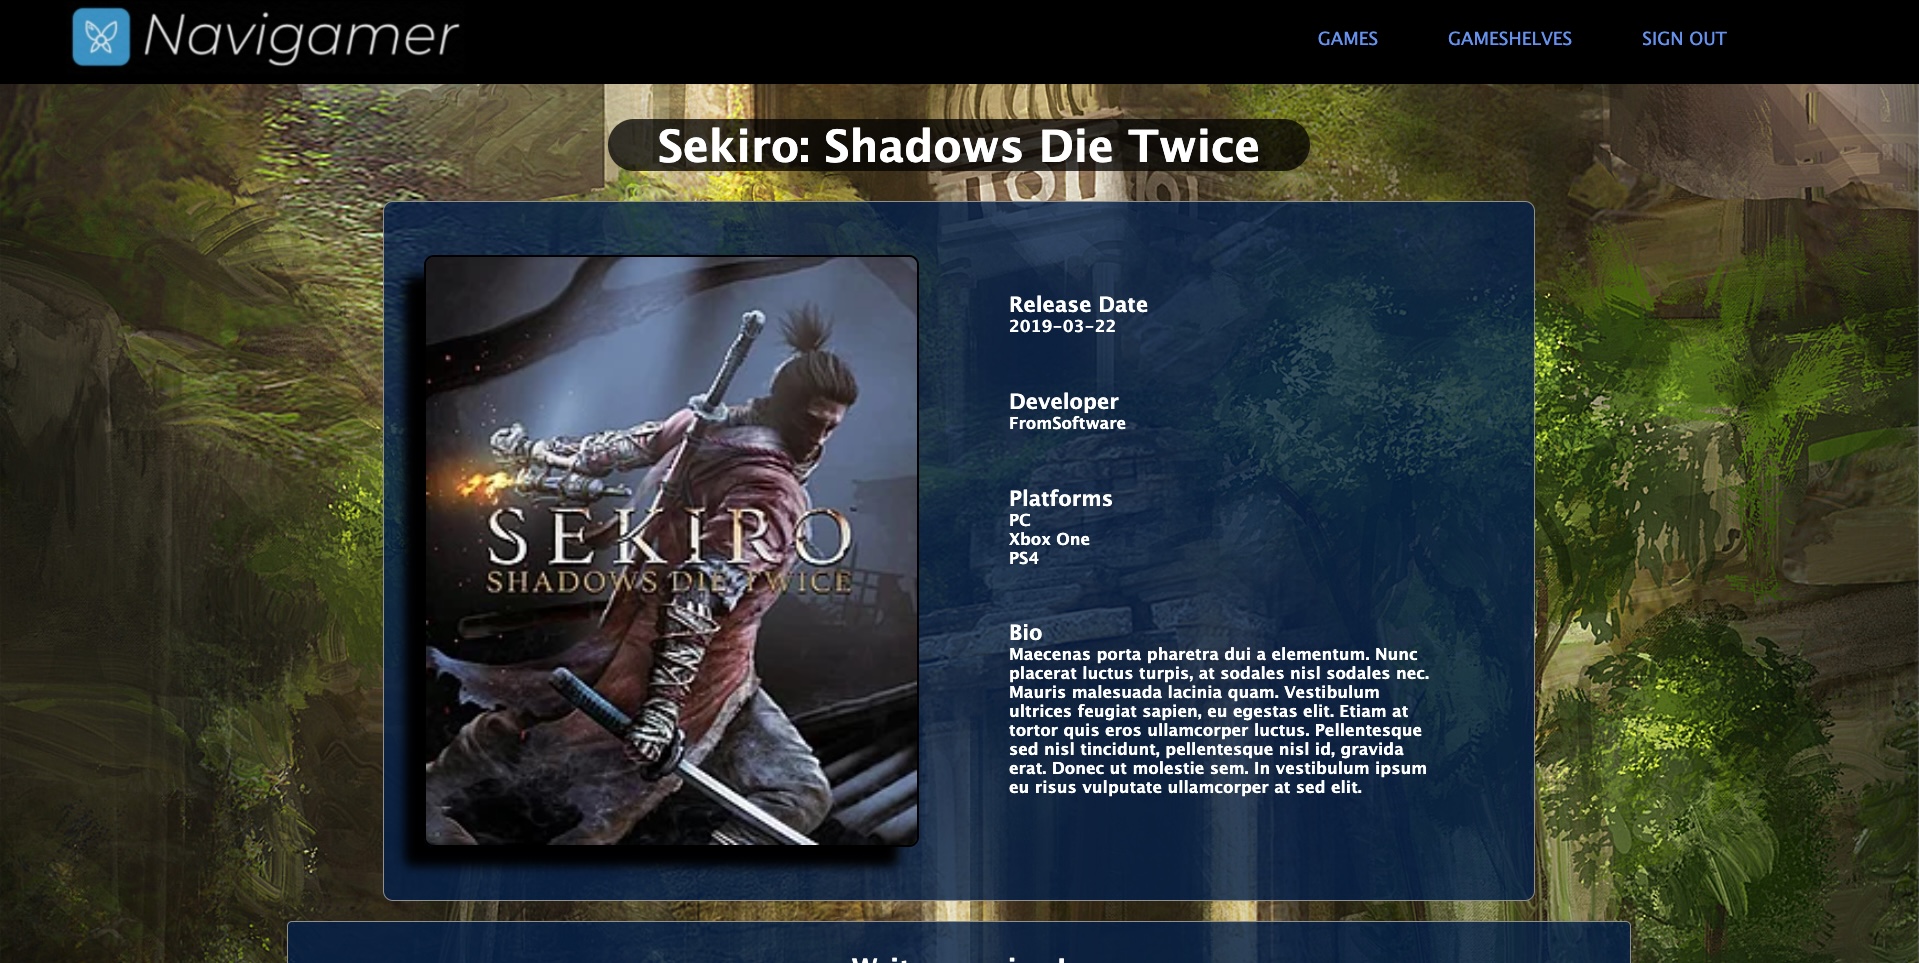 Navigamer
GAMES
GAMESHELVES
SIGN OUT
Sekiro: Shadows Die Twice
SEKIRO
SHADOWS DIE TWICE
Release Date
2019-03-22
Developer
FromSoftware
Platforms
PC
Xbox One
PS4
Bio
Maecenas porta pharetra dui a elementum. Nunc
placerat luctus turpis, at sodales nisl sodales nec.
Mauris malesuada lacinia quam. Vestibulum
ultrices feugiat sapien, eu egestas elit. Etiam at
tortor quis eros ullamcorper luctus. Pellentesque
sed nisl tincidunt, pellentesque nisl id, gravida
erat. Donec ut molestie sem. In vestibulum ipsum
eu risus vulputate ullamcorper at sed elit.